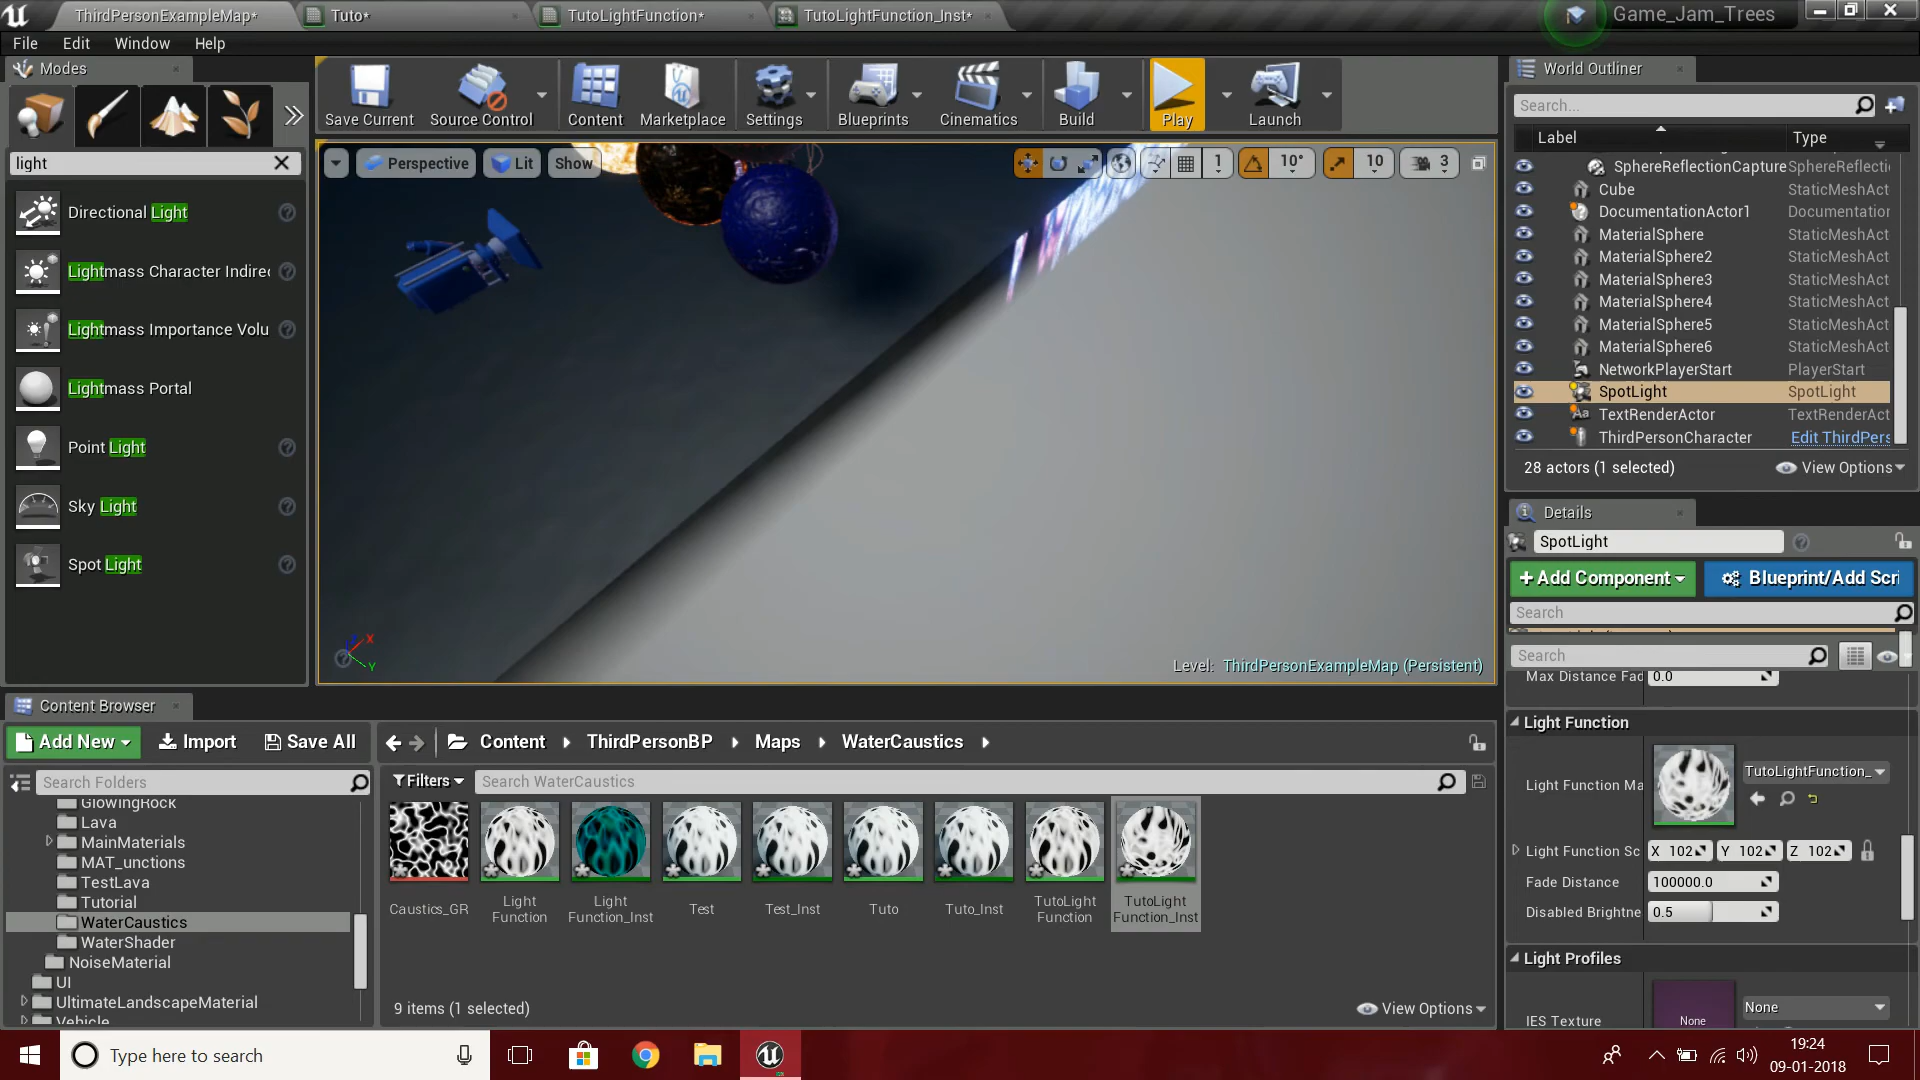 ThirdPersonExampleMap*
Tuto*
TutoLightFunction*
TutoLightFunction_Inst*
Game_Jam_Trees
File Edit Window Help
Modes
light
Directional Light
Lightmass Character Indirec
Lightmass Importance Volu
Lightmass Portal
Point Light
Sky Light
Spot Light
Save Current
Source Control
Content
Marketplace
Settings
Blueprints
Cinematics
Build
Play
Launch
Perspective
Lit
Show
1
10°
10
3
X
Y
Level: ThirdPersonExampleMap (Persistent)
World Outliner
Search...
Label Type
SphereReflectionCapture SphereReflecti
Cube StaticMeshAct
DocumentationActor1 Documentation
MaterialSphere StaticMeshAct
MaterialSphere2 StaticMeshAct
MaterialSphere3 StaticMeshAct
MaterialSphere4 StaticMeshAct
MaterialSphere5 StaticMeshAct
MaterialSphere6 StaticMeshAct
NetworkPlayerStart PlayerStart
SpotLight SpotLight
TextRenderActor TextRenderAct
ThirdPersonCharacter Edit ThirdPers
28 actors (1 selected)
View Options
Details
SpotLight
+Add Component
Blueprint/Add Scri
Search
Search
Max Distance Fad 0.0
Light Function
Light Function Ma
TutoLightFunction_
Light Function Sc X 102 Y 102 Z 102
Fade Distance 100000.0
Disabled Brightne 0.5
Light Profiles
IES Texture
None
None
Content Browser
Add New
Import
Save All
Content
ThirdPersonBP
Maps
WaterCaustics
Search Folders
Filters
Search WaterCaustics
GlowingRock
Lava
MainMaterials
MAT_unctions
TestLava
Tutorial
WaterCaustics
WaterShader
NoiseMaterial
UI
UltimateLandscapeMaterial
Vehicle
Caustics_GR
Light Function
Light Function_Inst
Test
Test_Inst
Tuto
Tuto_Inst
TutoLight Function
TutoLight Function_Inst
9 items (1 selected)
View Options
Type here to search
19:24
09-01-2018